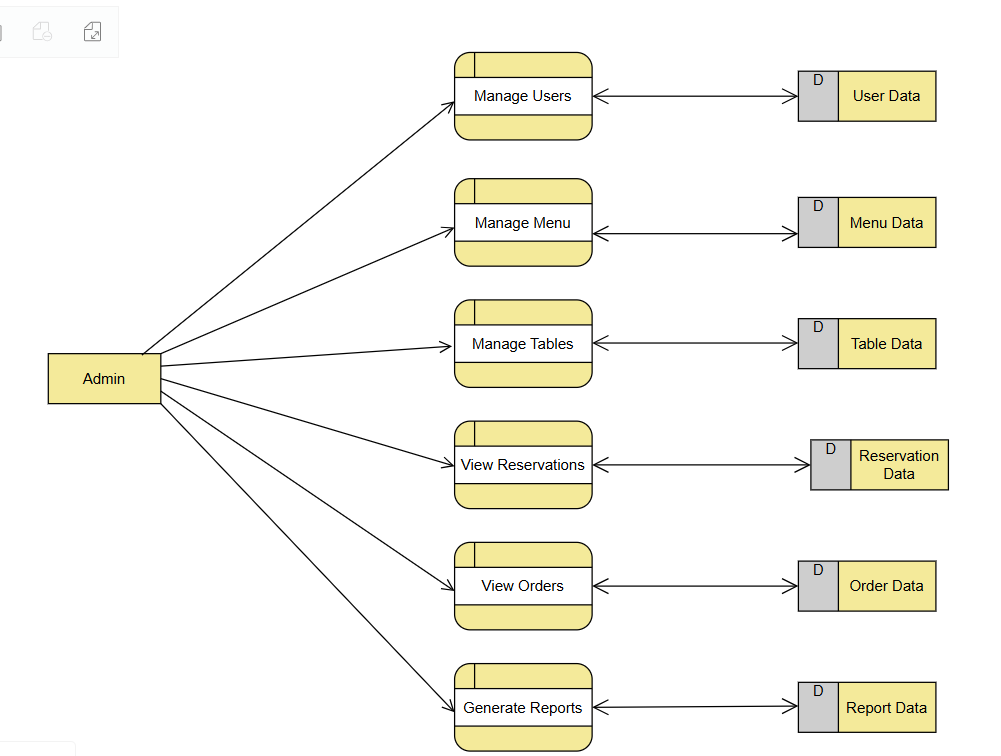 Manage Users
D
User Data
Manage Menu
D
Menu Data
Manage Tables
D
Table Data
Admin
View Reservations
D
Reservation
Data
View Orders
D
Order Data
Generate Reports
D
Report Data